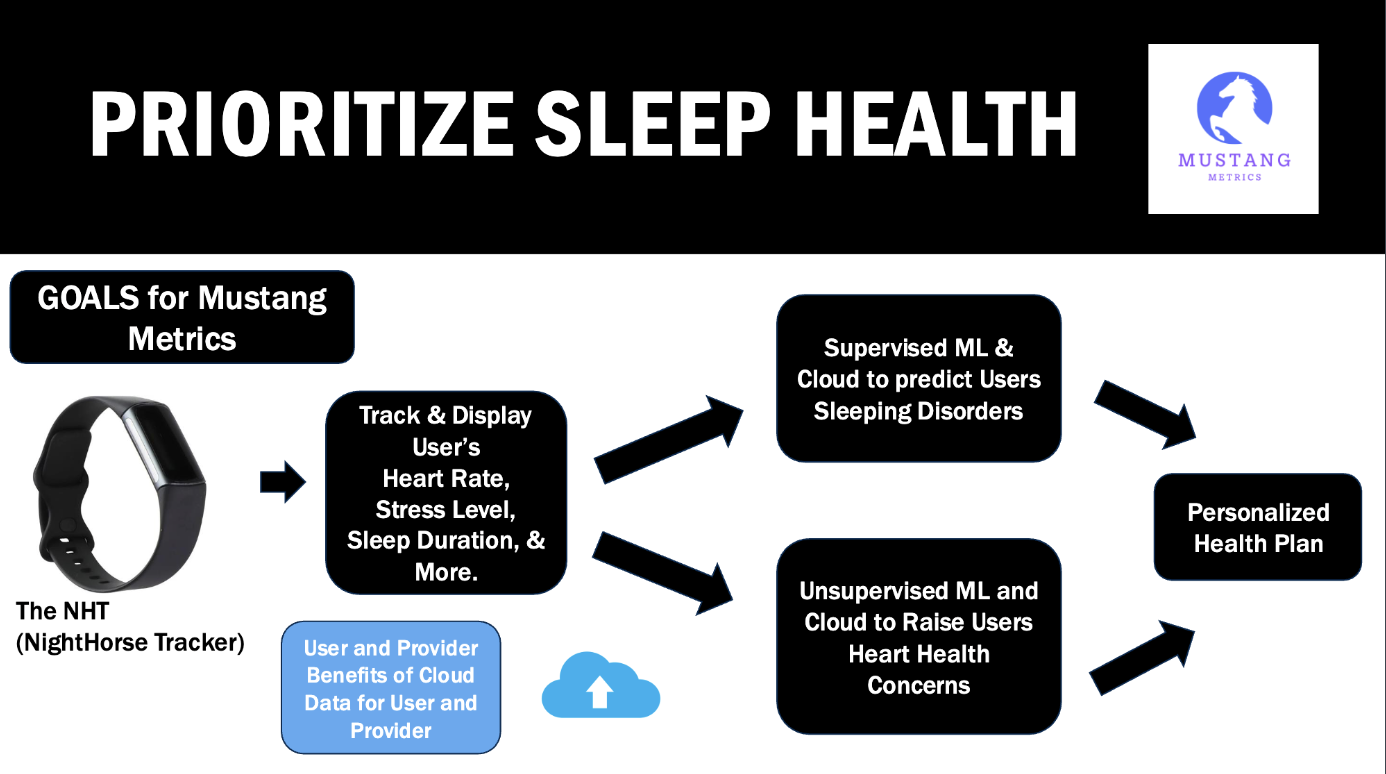 PRIORITIZE SLEEP HEALTH
MUSTANG
METRICS
GOALS for Mustang
Metrics
The NHT
(NightHorse Tracker)
Track & Display
User’s
Heart Rate,
Stress Level,
Sleep Duration, &
More.
User and Provider
Benefits of Cloud
Data for User and
Provider
Supervised ML &
Cloud to predict Users
Sleeping Disorders
Unsupervised ML and
Cloud to Raise Users
Heart Health
Concerns
Personalized
Health Plan